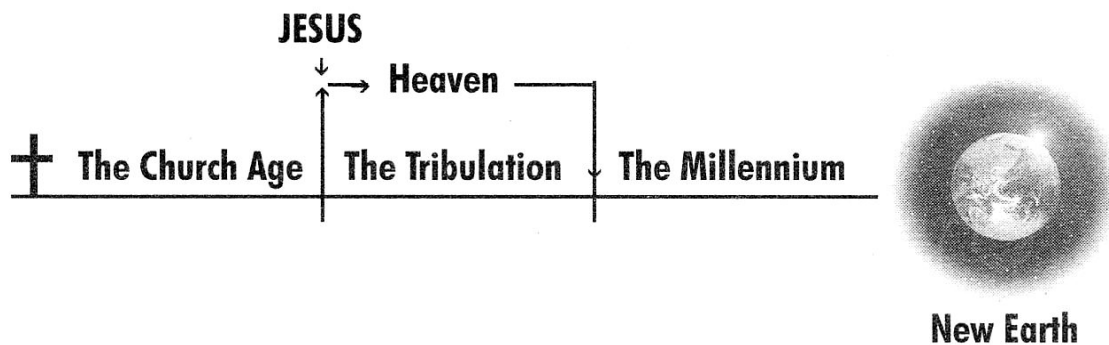 JESUS
Heaven
The Church Age
The Tribulation
The Millennium
New Earth